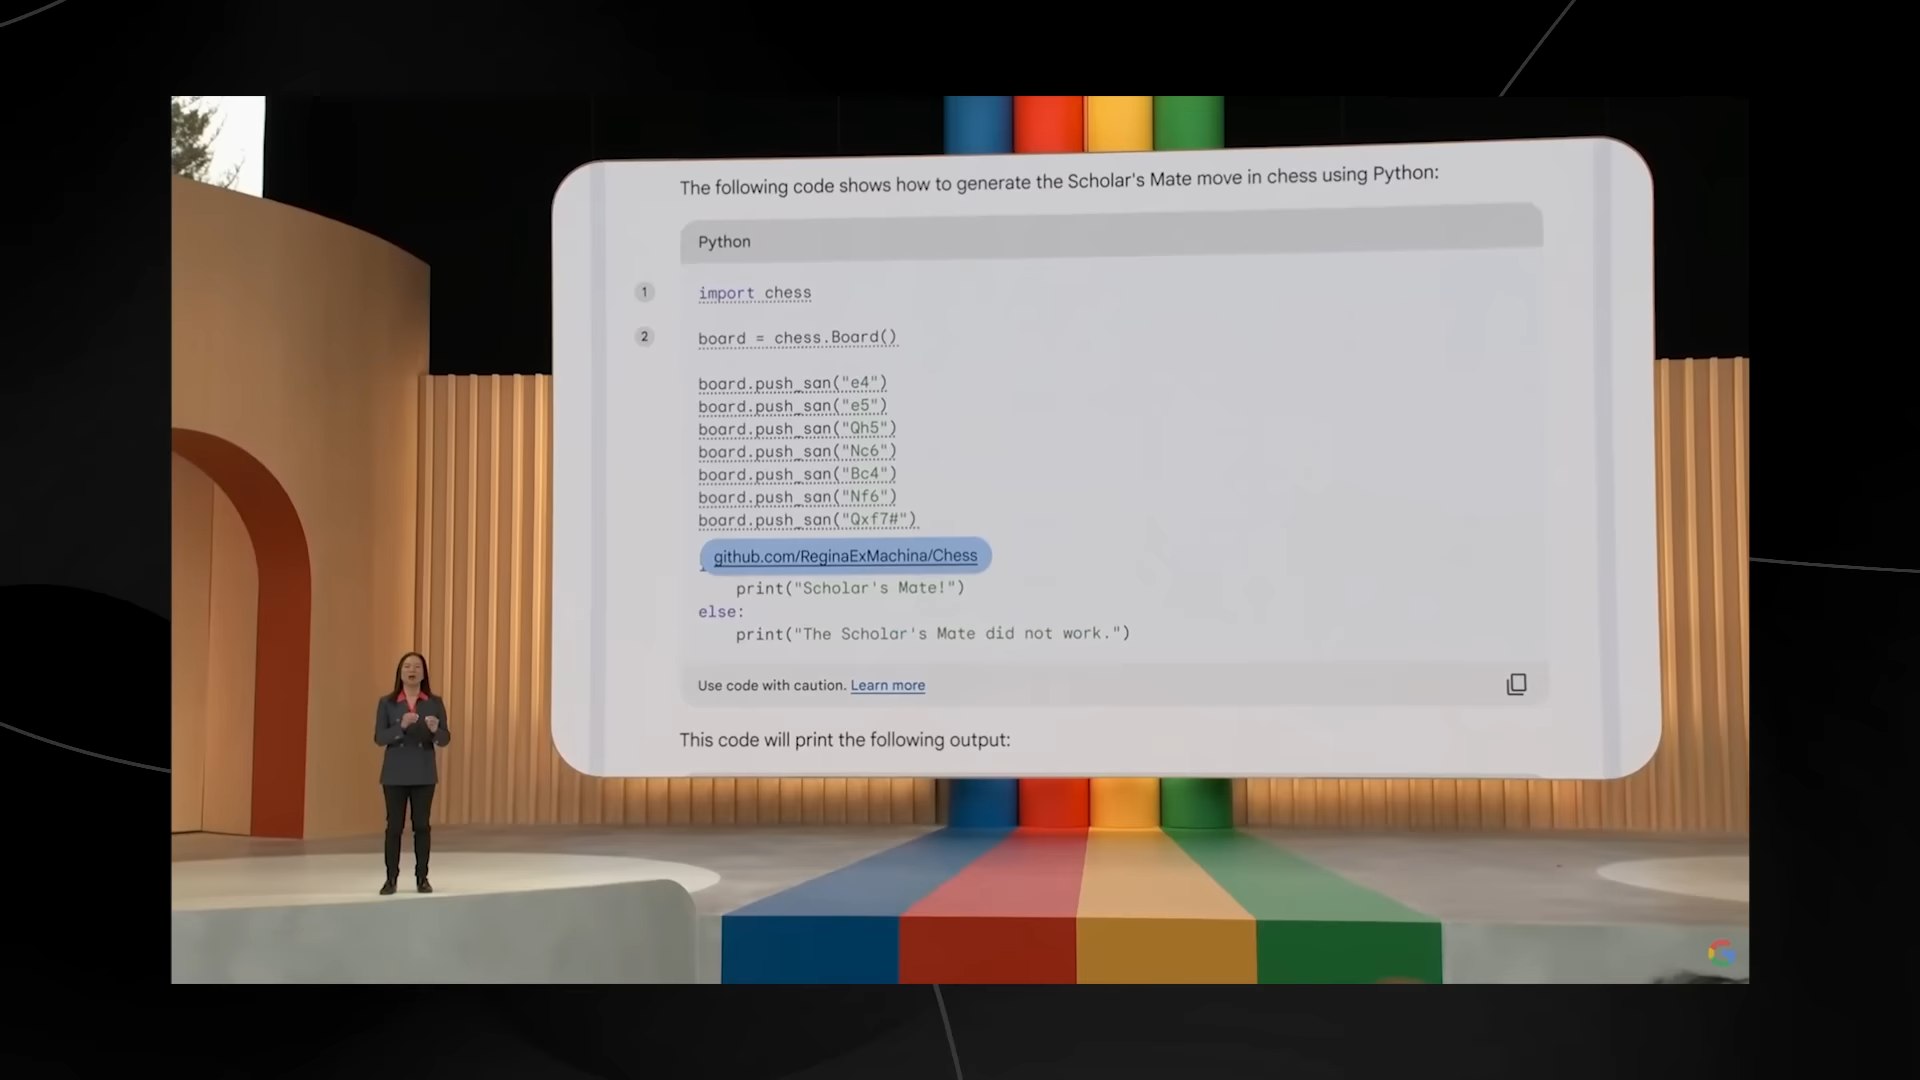 The following code shows how to generate the Scholar's Mate move in chess using Python:
Python
1
import chess
2
board = chess.Board()
board.push_san("e4")
board.push_san("e5")
board.push_san("Qh5")
board.push_san("Nc6")
board.push_san("Bc4")
board.push_san("Nf6")
board.push_san("Qxf7#")
github.com/ReginaExMachina/Chess
print("Scholar's Mate!")
else:
print("The Scholar's Mate did not work.")
Use code with caution. Learn more
This code will print the following output:
G